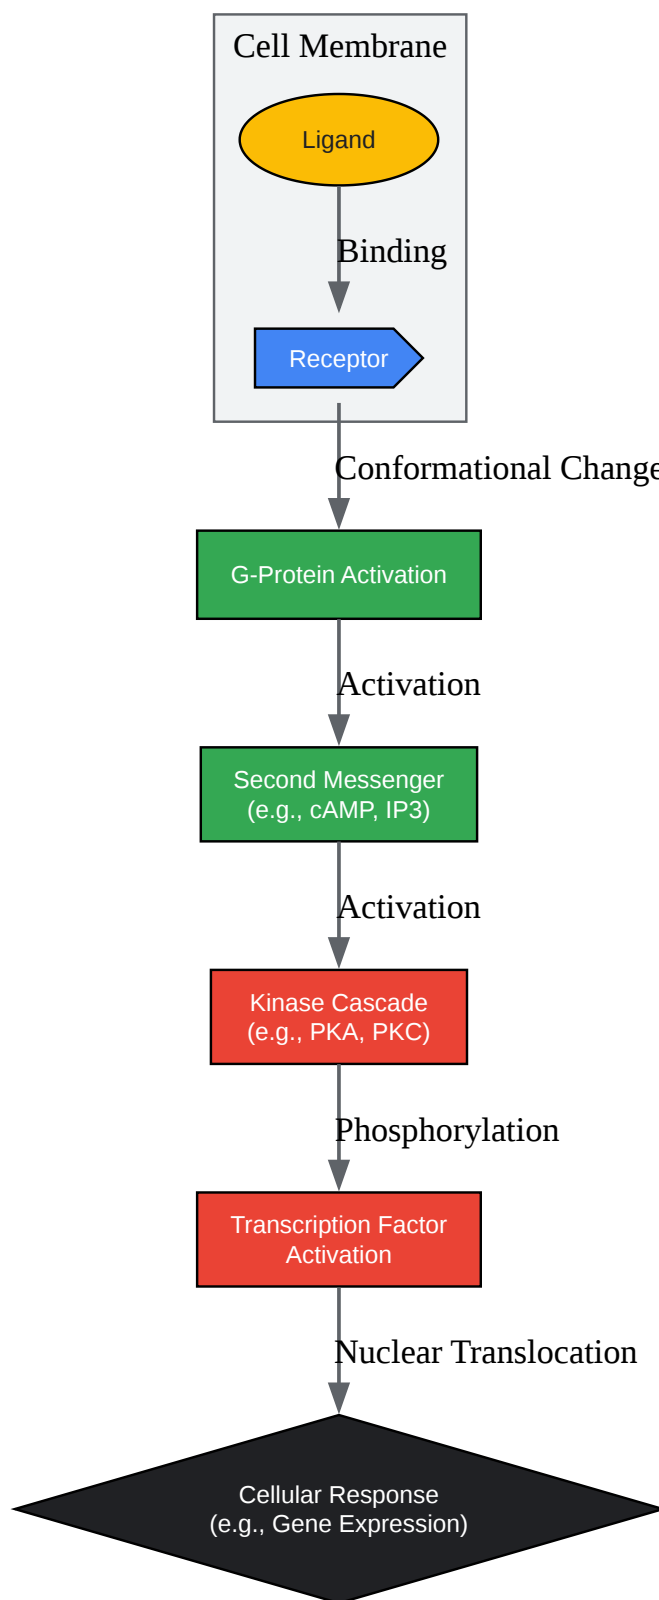 Cell Membrane
Ligand
Binding
Receptor
Conformational Change
G-Protein Activation
Activation
Second Messenger
(e.g., cAMP, IP3)
Activation
Kinase Cascade
(e.g., PKA, PKC)
Phosphorylation
Transcription Factor
Activation
Nuclear Translocation
Cellular Response
(e.g., Gene Expression)